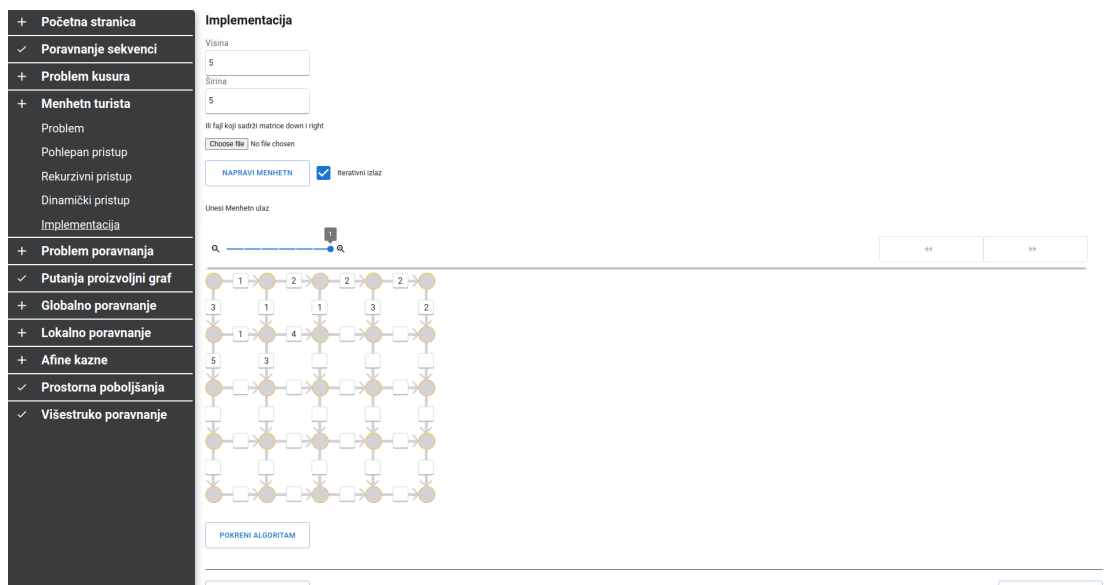 Početna stranica
Poravnanje sekvenci
Problem kusura
Menhetn turista
Problem
Pohlepan pristup
Rekurzivni pristup
Dinamički pristup
Implementacija
Problem poravnanja
Putanja proizvoljni graf
Globalno poravnanje
Lokalno poravnanje
Afine kazne
Prostorna poboljšanja
Višestruko poravnanje
Implementacija
Visina
5
Širina
5
Ili fajl koji sadrži matrice down i right
Choose file No file chosen
NAPRAVI MENHETN Iterativni izlaz
Unesi Menhetn ulaz
1
1 2 2 2
3 1 1 3 2
1 4
5 3
POKRENI ALGORITAM